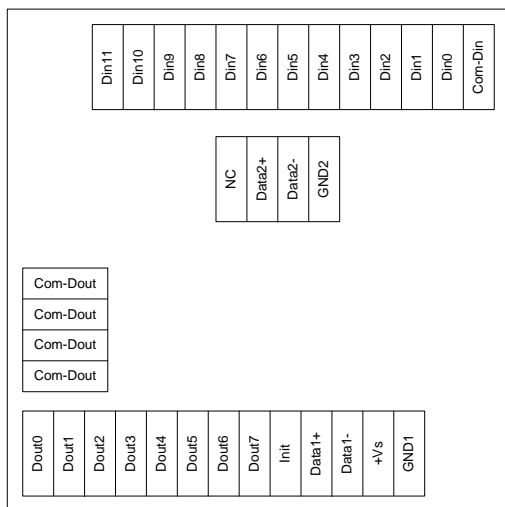 Din11 Din10 Din9 Din8 Din7 Din6 Din5 Din4 Din3 Din2 Din1 Din0 Com-Din
NC Data2+ Data2- GND2
Com-Dout
Com-Dout
Com-Dout
Com-Dout
Dout0 Dout1 Dout2 Dout3 Dout4 Dout5 Dout6 Dout7 Init Data1+ Data1- +Vs GND1